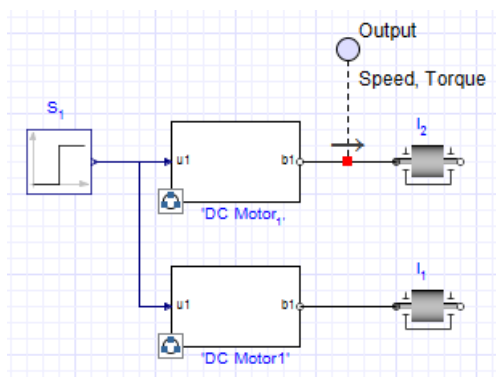 Output
Speed, Torque
S₁
I₂
u1
b1
'DC Motor₁'
I₁
u1
b1
'DC Motor1'